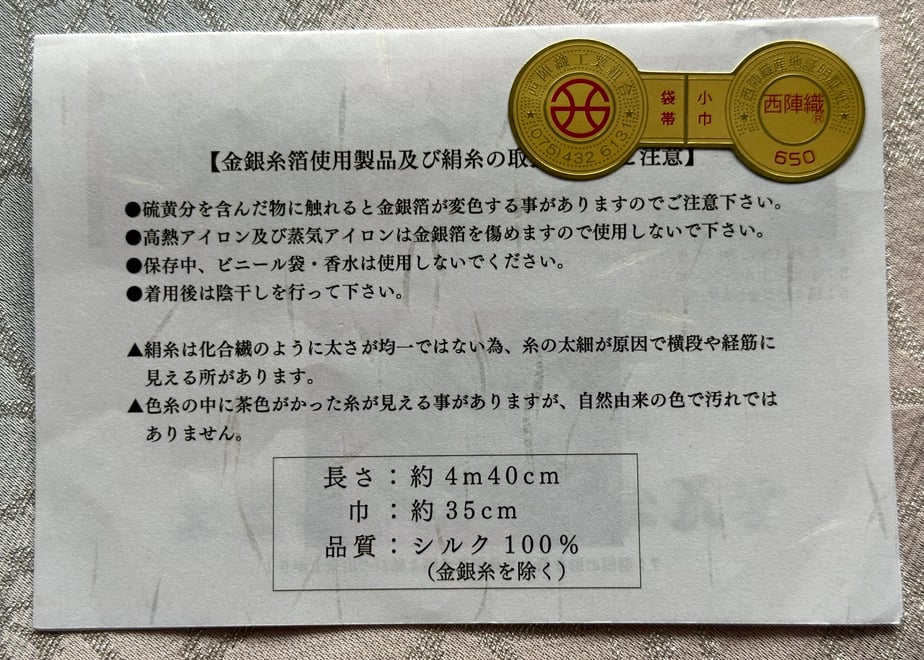 西陣織工業組合
(075)432-6131
袋帯
小巾
西陣織産地証明証紙
西陣織®
650
【金銀糸箔使用製品及び絹糸の取 ご注意】
●硫黄分を含んだ物に触れると金銀箔が変色する事がありますのでご注意下さい。
●高熱アイロン及び蒸気アイロンは金銀箔を傷めますので使用しないで下さい。
●保存中、ビニール袋・香水は使用しないでください。
●着用後は陰干しを行って下さい。
▲絹糸は化合繊のように太さが均一ではない為、糸の太細が原因で横段や経筋に
見える所があります。
▲色糸の中に茶色がかった糸が見える事がありますが、自然由来の色で汚れでは
ありません。
長さ：約 4m40cm
巾：約 35cm
品質：シルク 100%
（金銀糸を除く）